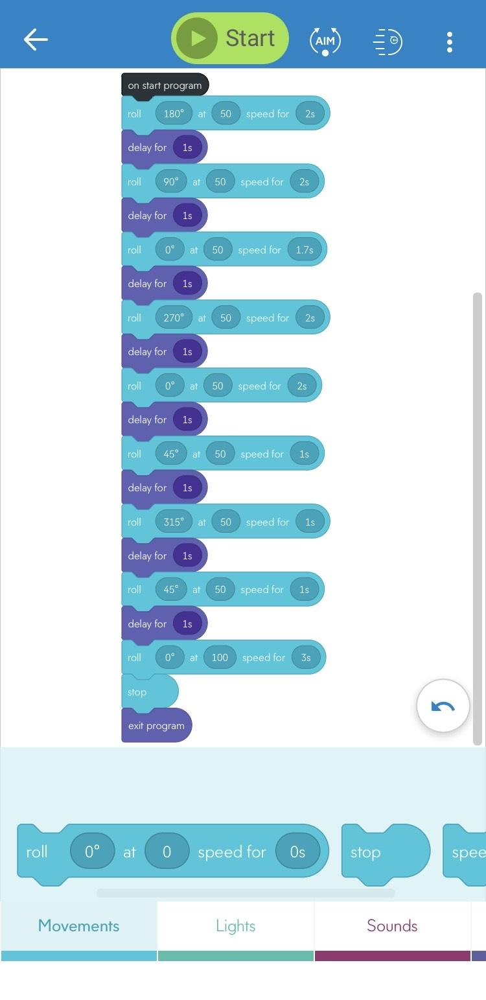 Start
AIM
on start program
roll 180° at 50 speed for 2s
delay for 1s
roll 90° at 50 speed for 2s
delay for 1s
roll 0° at 50 speed for 1.7s
delay for 1s
roll 270° at 50 speed for 2s
delay for 1s
roll 0° at 50 speed for 2s
delay for 1s
roll 45° at 50 speed for 1s
delay for 1s
roll 315° at 50 speed for 1s
delay for 1s
roll 45° at 50 speed for 1s
delay for 1s
roll 0° at 100 speed for 3s
stop
exit program
roll 0° at 0 speed for 0s stop spee
Movements Lights Sounds